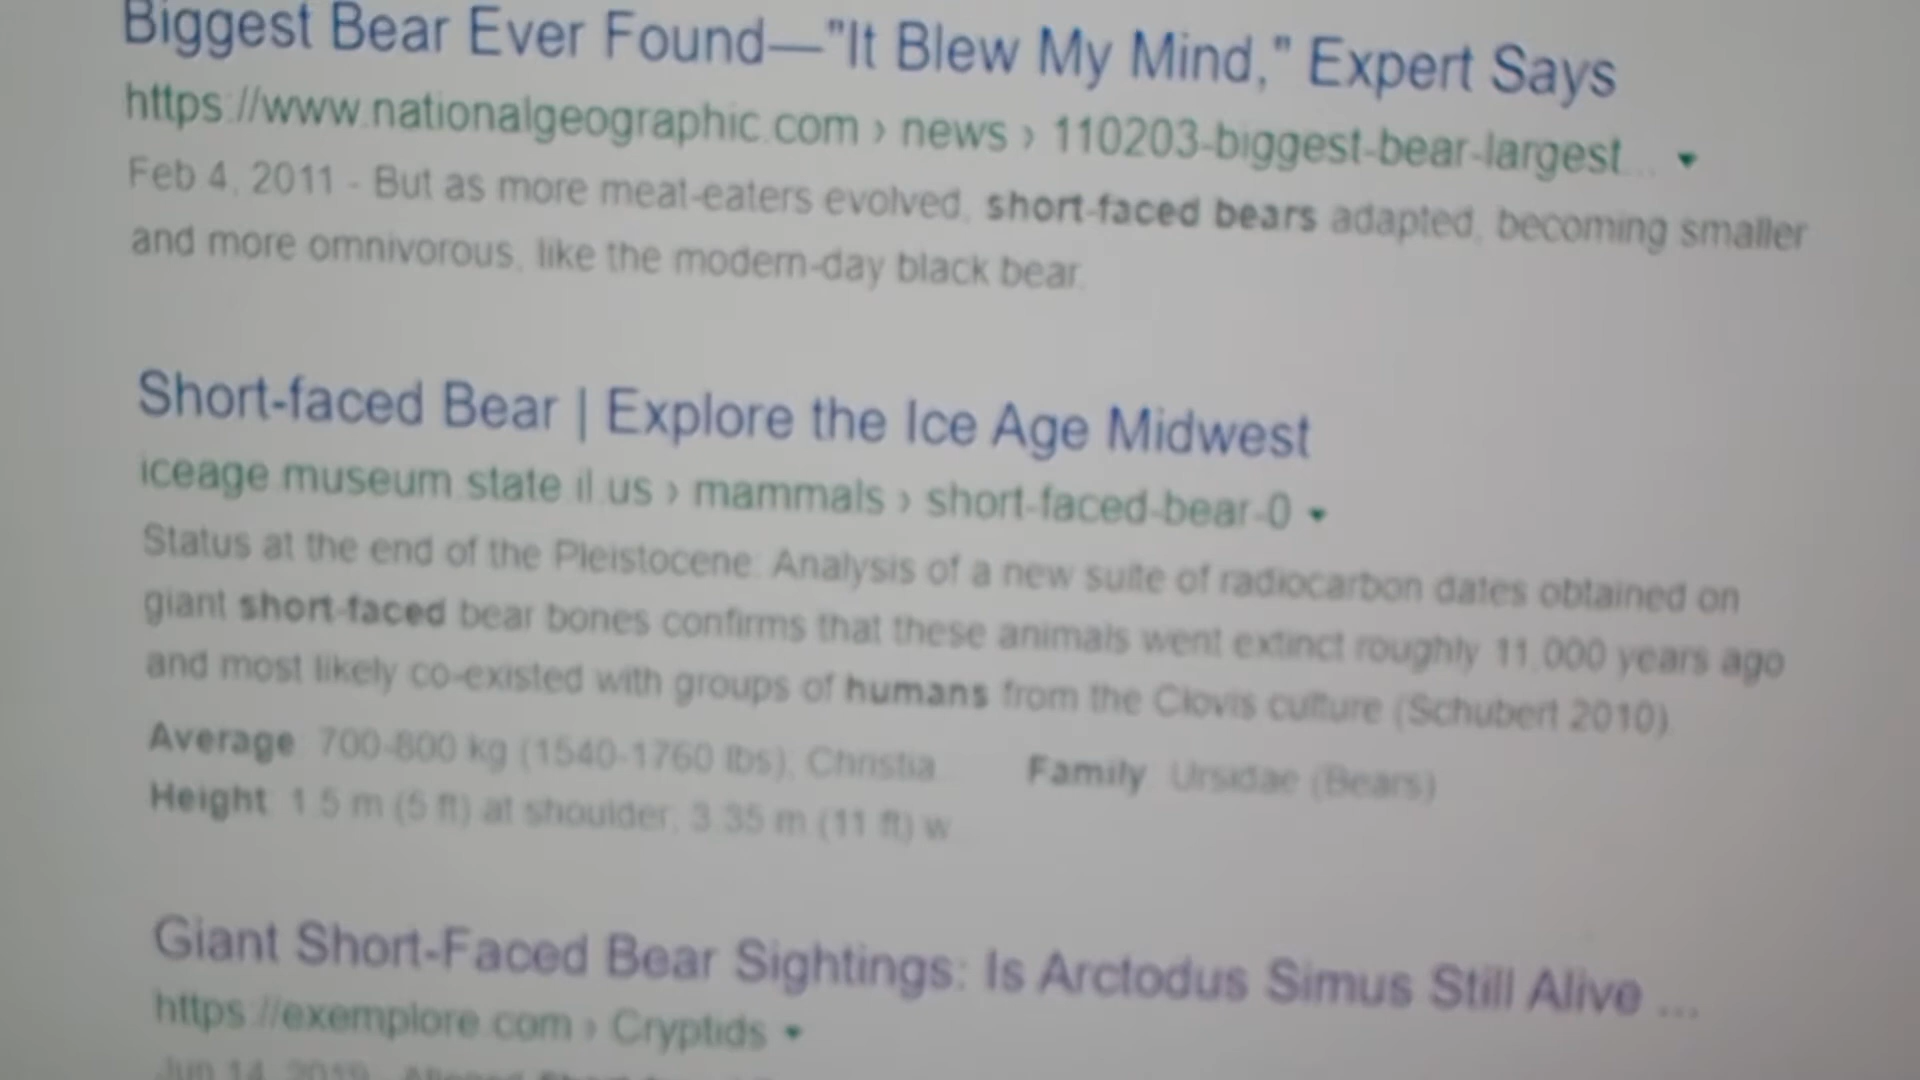 Biggest Bear Ever Found—"It Blew My Mind," Expert Says
https://www.nationalgeographic.com › news › 110203-biggest-bear-largest...
Feb 4, 2011 - But as more meat-eaters evolved, short-faced bears adapted, becoming smaller
and more omnivorous, like the modern-day black bear.
Short-faced Bear | Explore the Ice Age Midwest
iceage.museum.state.il.us › mammals › short-faced-bear-0
Status at the end of the Pleistocene: Analysis of a new suite of radiocarbon dates obtained on
giant short-faced bear bones confirms that these animals went extinct roughly 11,000 years ago
and most likely co-existed with groups of humans from the Clovis culture (Schubert 2010).
Average: 700-800 kg (1540-1760 lbs); Christia... Family: Ursidae (Bears)
Height: 1.5 m (5 ft) at shoulder; 3.35 m (11 ft) w...
Giant Short-Faced Bear Sightings: Is Arctodus Simus Still Alive ...
https://exemplore.com › Cryptids
Jun 14, 2019